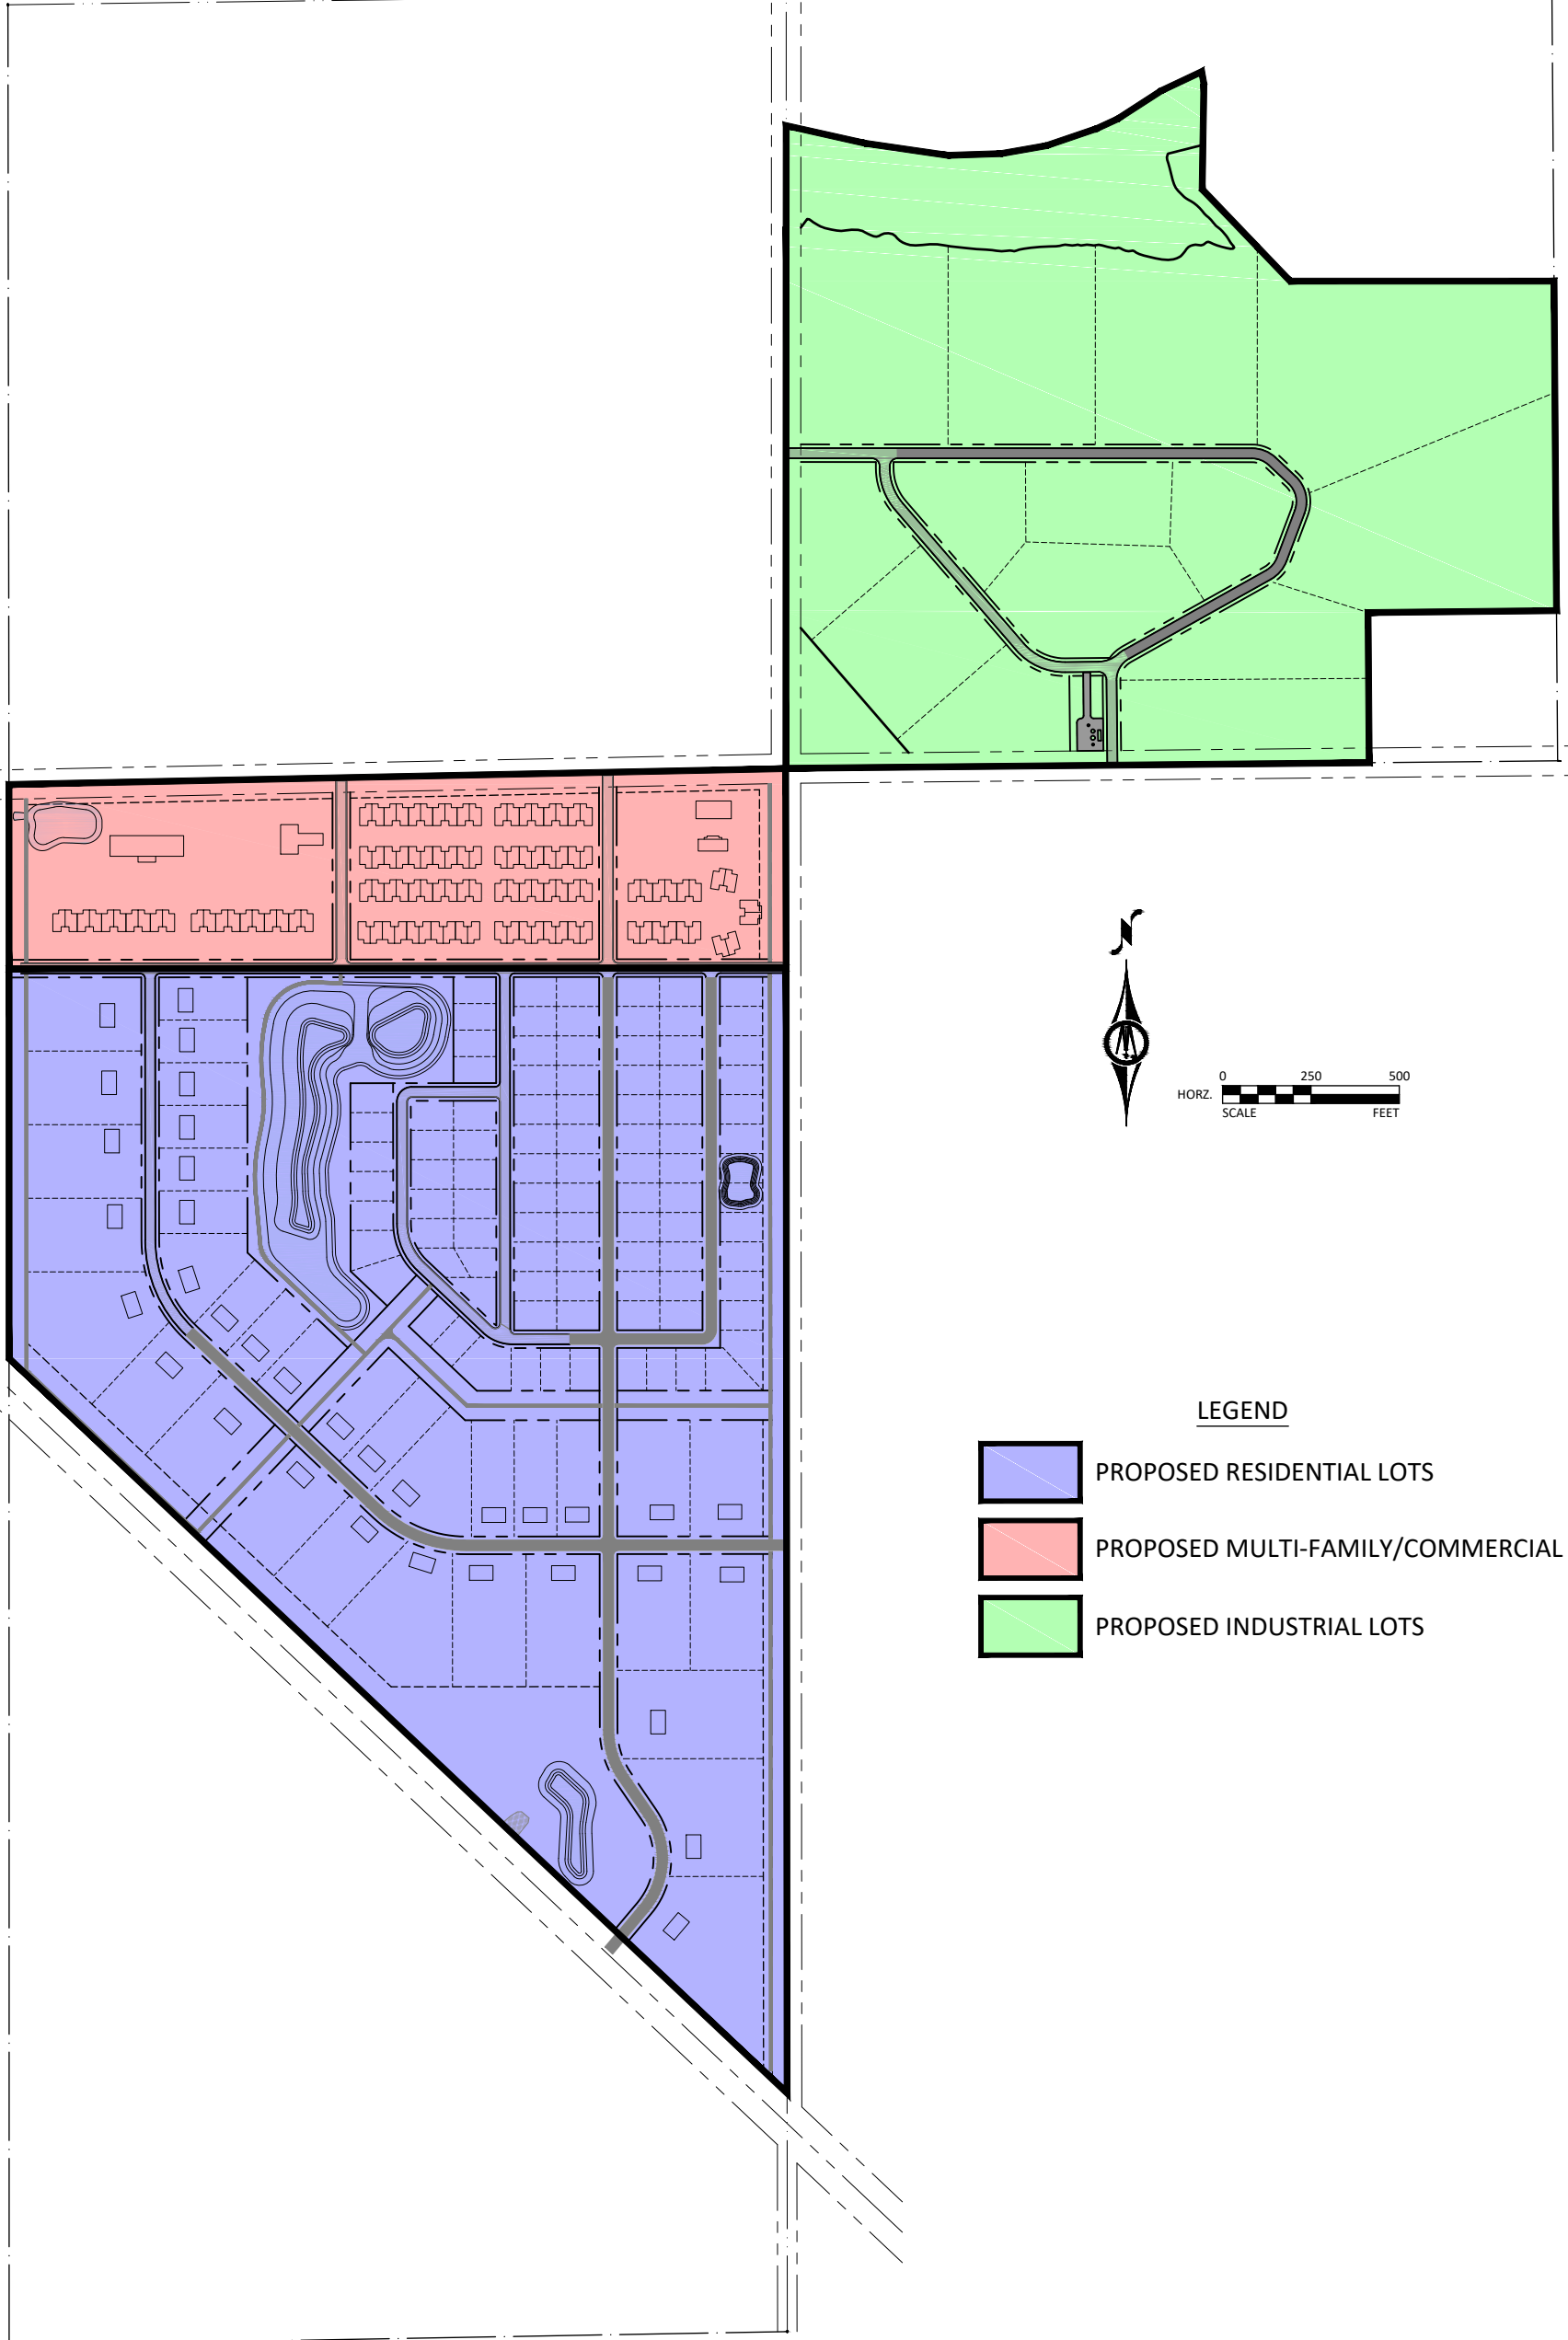 N
0 250 500
HORZ.
SCALE FEET
LEGEND
PROPOSED RESIDENTIAL LOTS
PROPOSED MULTI-FAMILY/COMMERCIAL
PROPOSED INDUSTRIAL LOTS